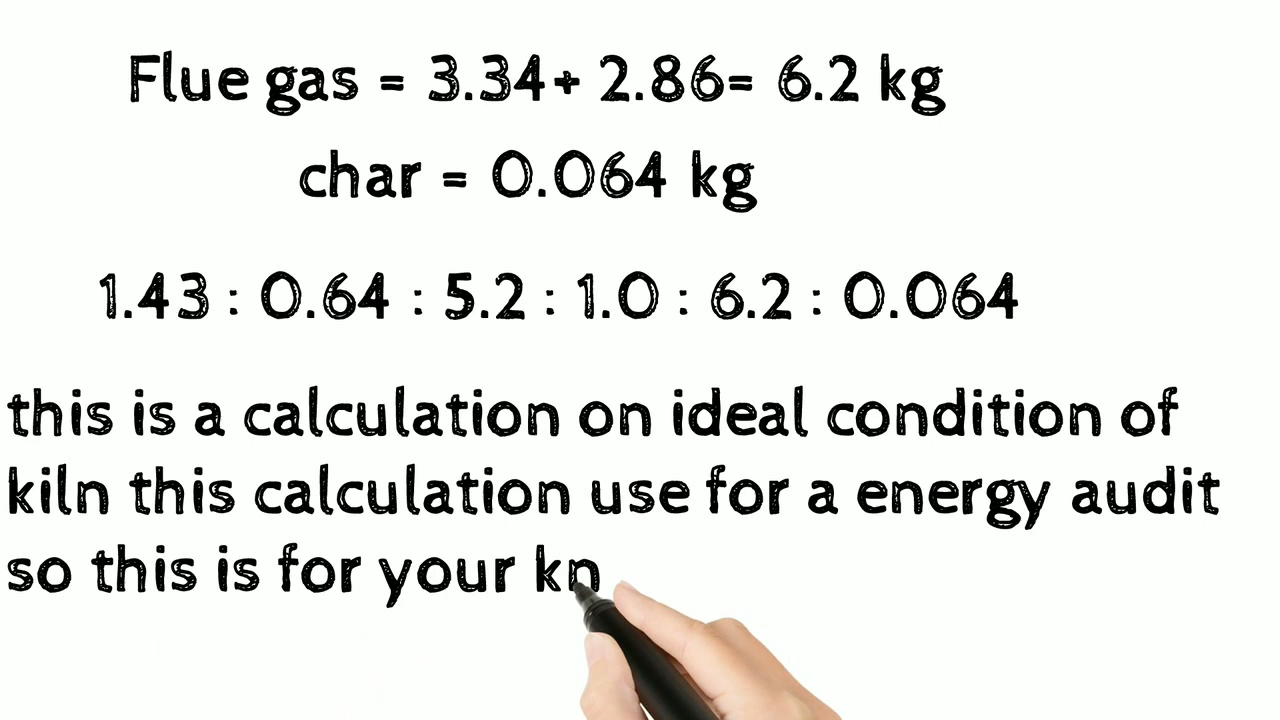 Flue gas = 3.34+ 2.86= 6.2 kg
char = 0.064 kg
1.43 : 0.64 : 5.2 : 1.0 : 6.2 : 0.064
this is a calculation on ideal condition of
kiln this calculation use for a energy audit
so this is for your kn